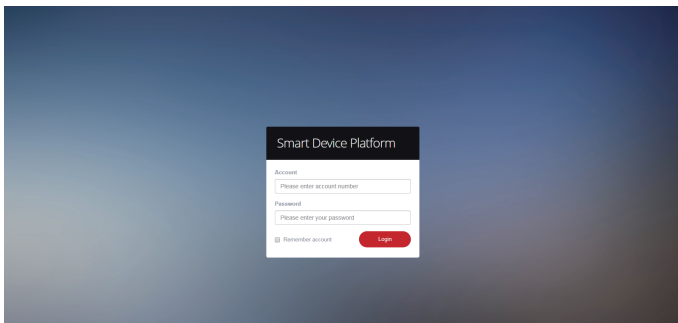 Smart Device Platform
Account
Please enter account number
Password
Please enter your password
Remember account
Login